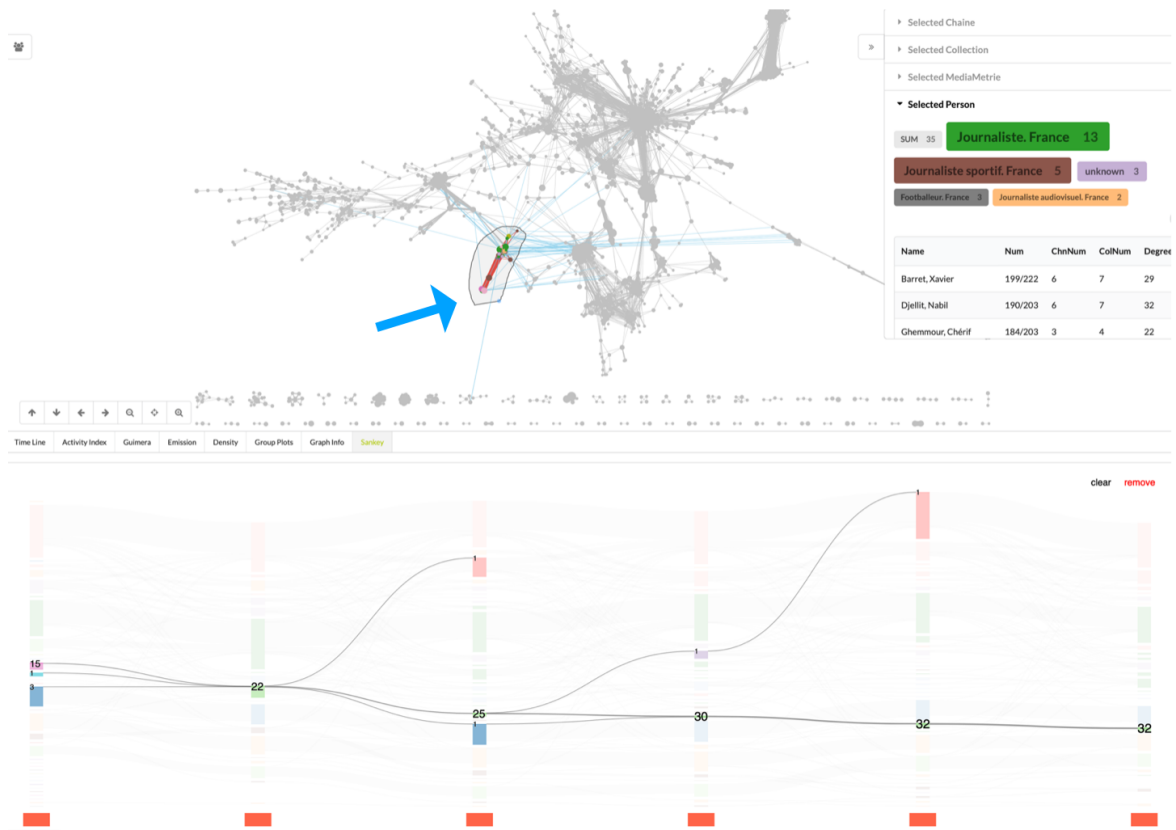 Selected Chaine
»
Selected Collection
Selected MediaMetrie
Selected Person
SUM 35 Journaliste. France 13
Journaliste sportif. France 5 unknown 3
Footballeur. France 3 Journaliste audiovisuel. France 2
Name Num ChnNum ColNum Degree
Barret, Xavier 199/222 6 7 29
Djellit, Nabil 190/203 6 7 32
Ghemmour, Chérif 184/203 3 4 22
Time Line Activity Index Guimera Emission Density Group Plots Graph Info Sankey
clear remove
1 1
1
15
1
3 22
25 30
1 32 32